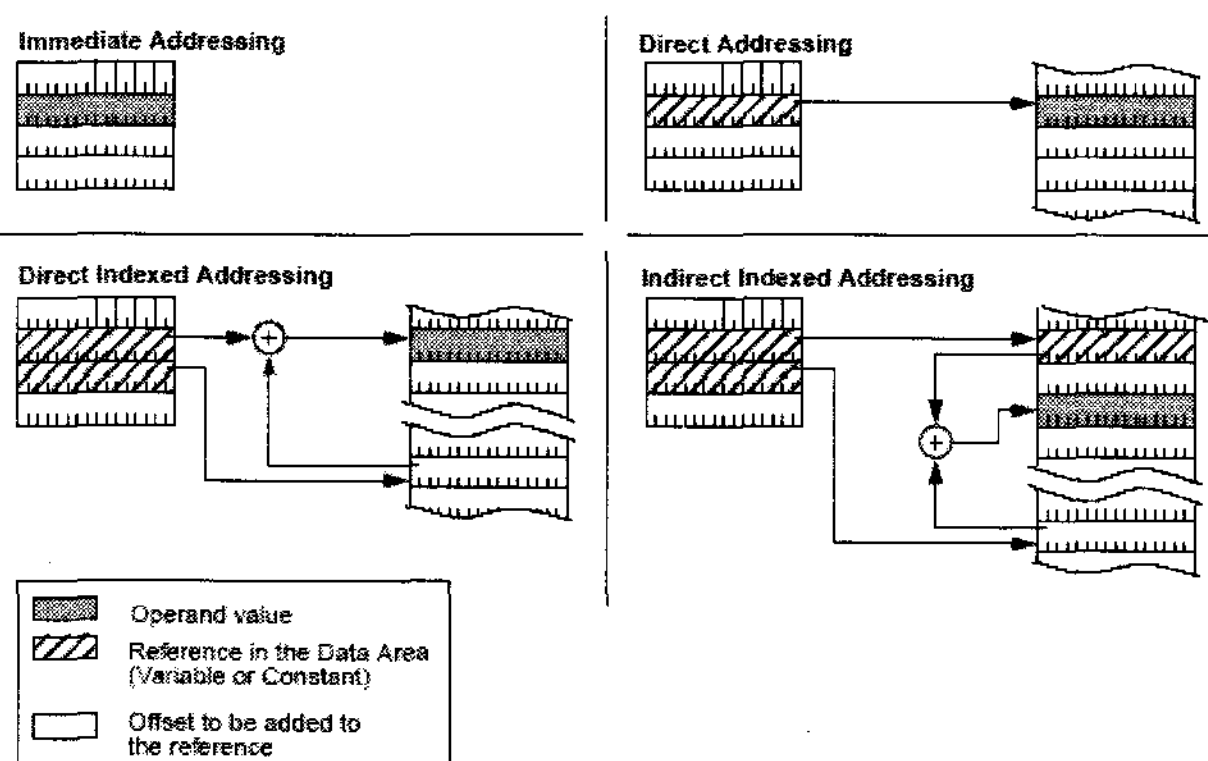 Immediate Addressing
Direct Addressing
Direct Indexed Addressing
Indirect Indexed Addressing
+
+
Operand value
Reference in the Data Area
(Variable or Constant)
Offset to be added to
the reference